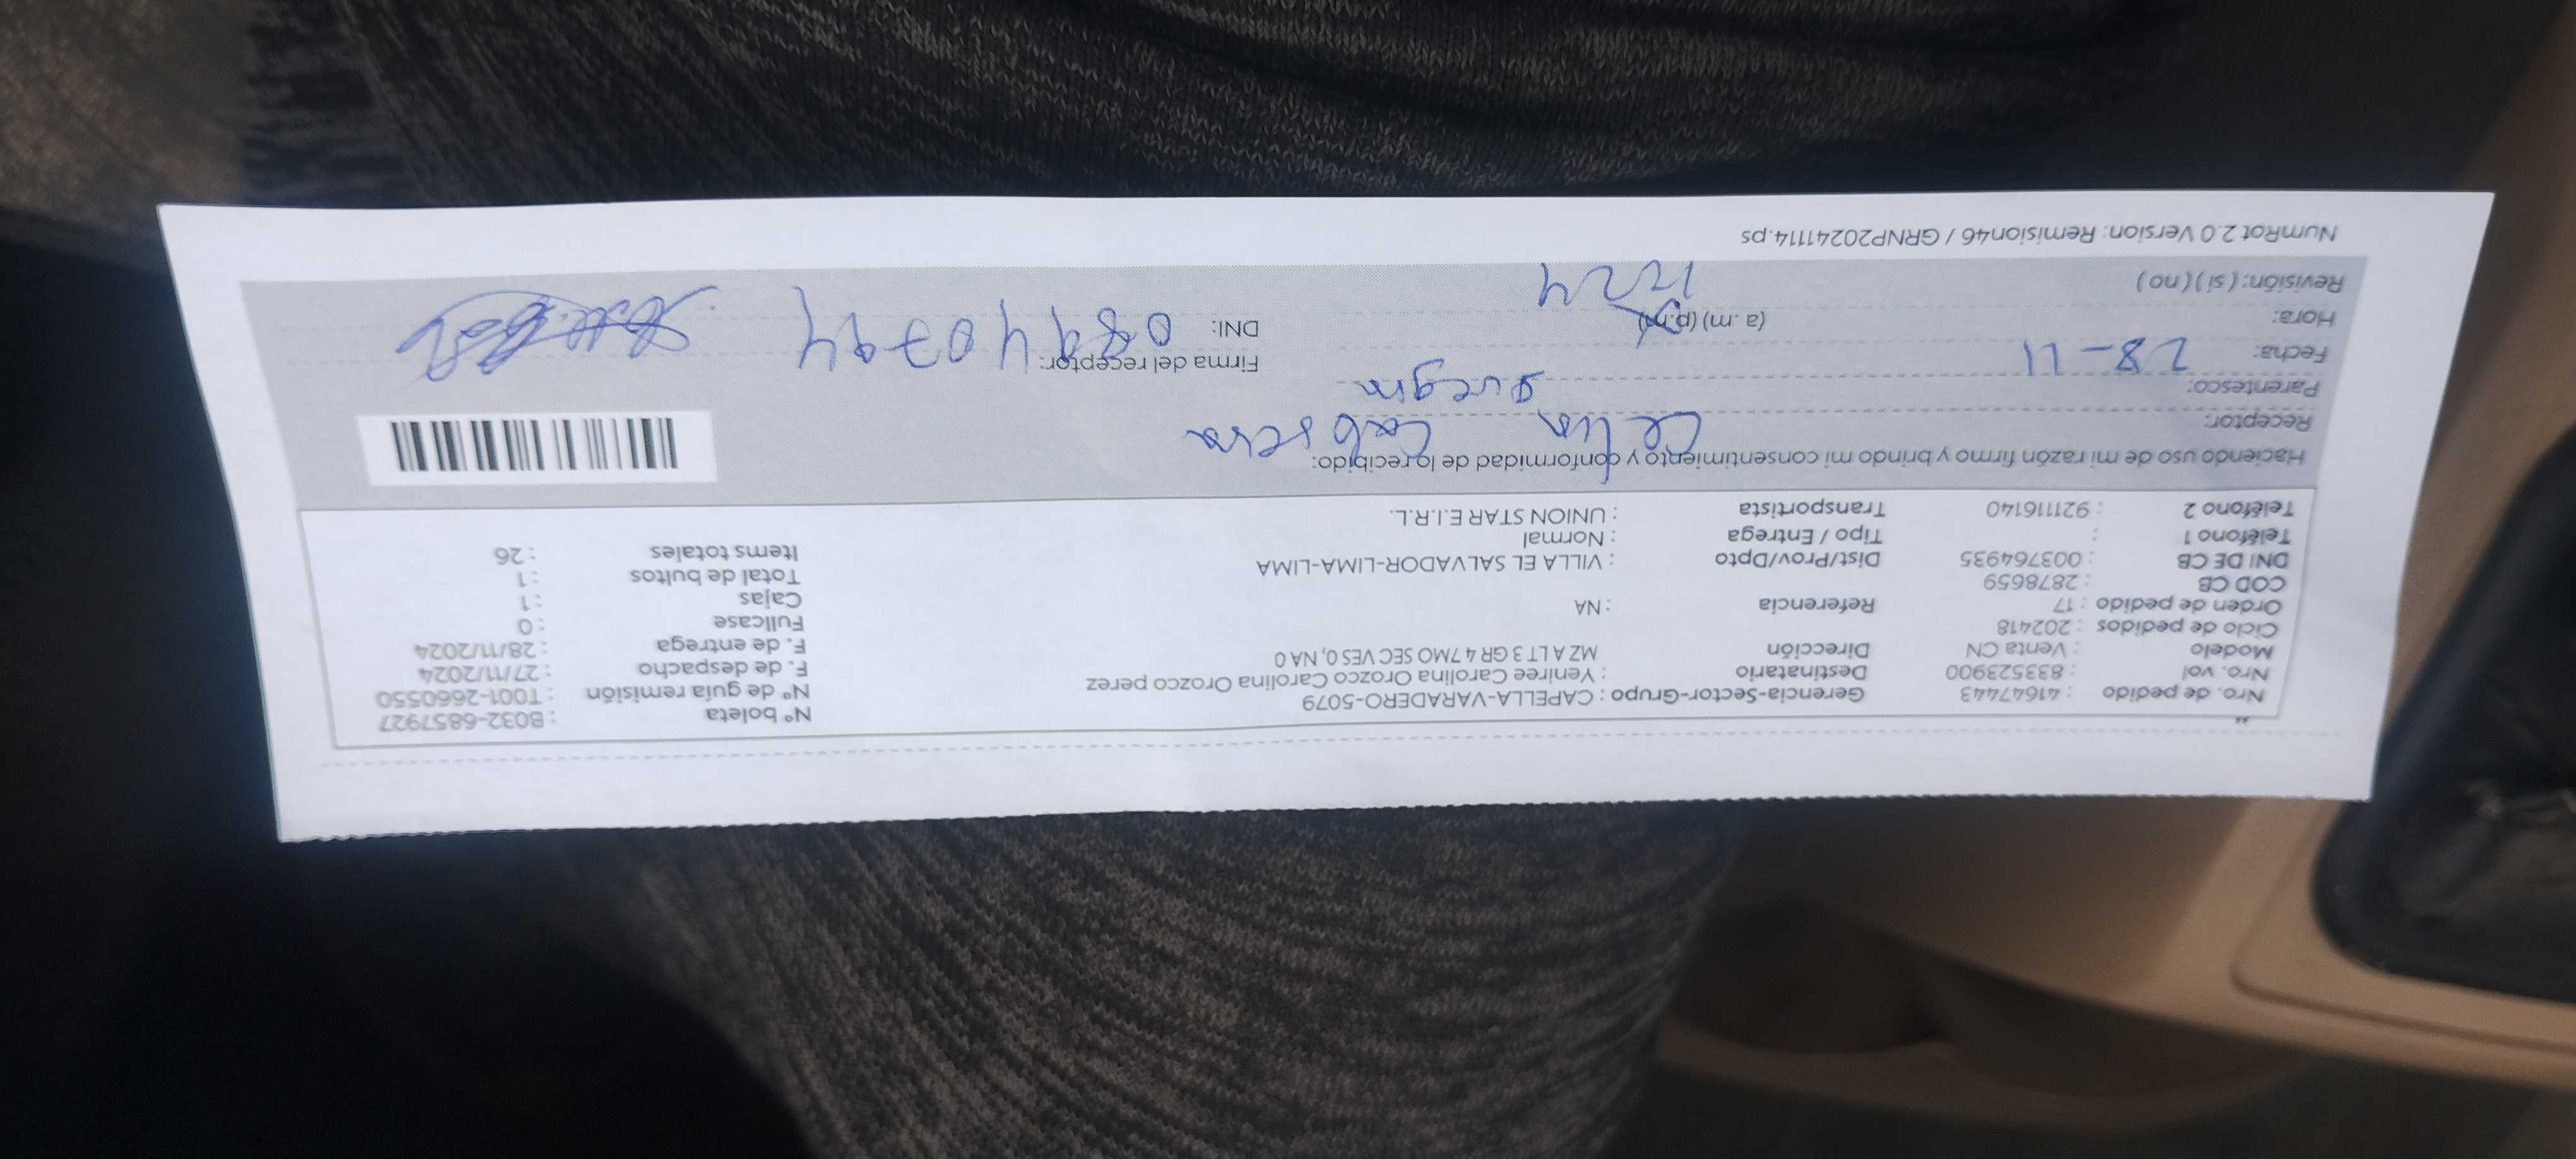 Nro. de pedido : 41647443 Gerencia-Sector-Grupo : CAPELLA-VARADERO-5079 N° boleta : B032-6857927
Nro. vol : 833523900 Destinatario : Yeniree Carolina Orozco Carolina Orozco perez N° de guía remisión : T001-2660550
Modelo : Venta CN Dirección MZ A LT 3 GR 4 7MO SEC VES 0, NA 0 F. de despacho : 27/11/2024
Ciclo de pedidos : 202418 F. de entrega : 28/11/2024
Orden de pedido : 17 Referencia : NA Fullcase : 0
COD CB : 2878659 Cajas : 1
DNI DE CB : 003764935 Dist/Prov/Dpto : VILLA EL SALVADOR-LIMA-LIMA Total de bultos : 1
Teléfono 1 : Tipo / Entrega : Normal Items totales : 26
Teléfono 2 : 921116140 Transportista : UNION STAR E.I.R.L.
Haciendo uso de mi razón firmo y brindo mi consentimiento y conformidad de lo recibido:
Receptor: Celia Cabrera
Parentesco: suegra
Fecha: 28-11 Firma del receptor:
Hora: (a.m) (p.m) 1224 DNI: 08940794
Revisión: ( si ) ( no )
NumRot 2.0 Version: Remision46 / GRNP20241114.ps